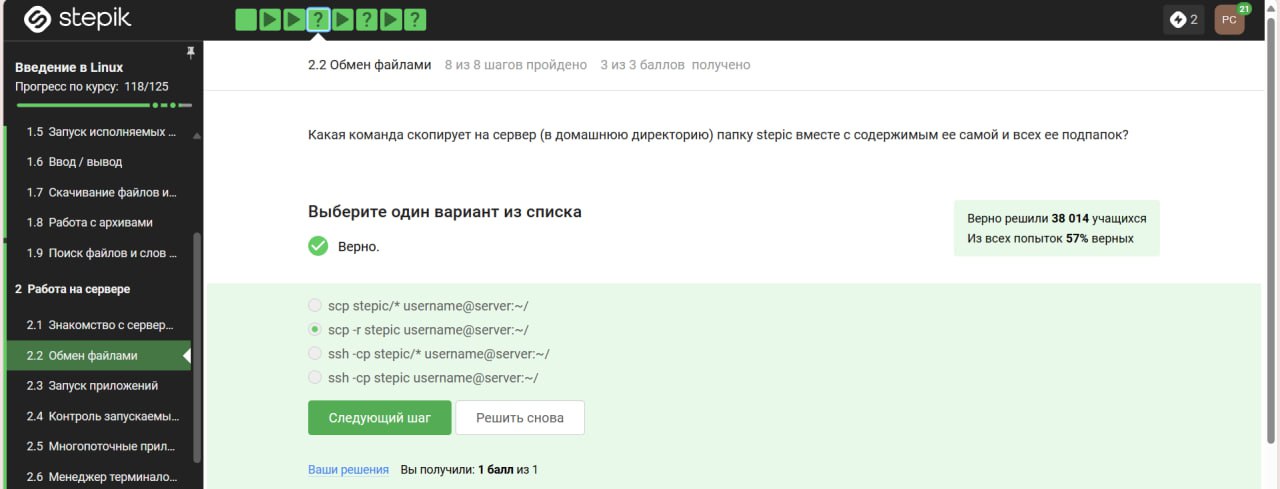 stepik
2
РС
21
Введение в Linux
Прогресс по курсу: 118/125
1.5 Запуск исполняемых ...
1.6 Ввод / вывод
1.7 Скачивание файлов и...
1.8 Работа с архивами
1.9 Поиск файлов и слов ...
2 Работа на сервере
2.1 Знакомство с сервер...
2.2 Обмен файлами
2.3 Запуск приложений
2.4 Контроль запускаемы...
2.5 Многопоточные прил...
2.6 Менеджер терминало...
2.2 Обмен файлами 8 из 8 шагов пройдено 3 из 3 баллов получено
Какая команда скопирует на сервер (в домашнюю директорию) папку stepic вместе с содержимым ее самой и всех ее подпапок?
Выберите один вариант из списка
Верно.
Верно решили 38 014 учащихся
Из всех попыток 57% верных
scp stepic/* username@server:~/
scp -r stepic username@server:~/
ssh -cp stepic/* username@server:~/
ssh -cp stepic username@server:~/
Следующий шаг
Решить снова
Ваши решения Вы получили: 1 балл из 1